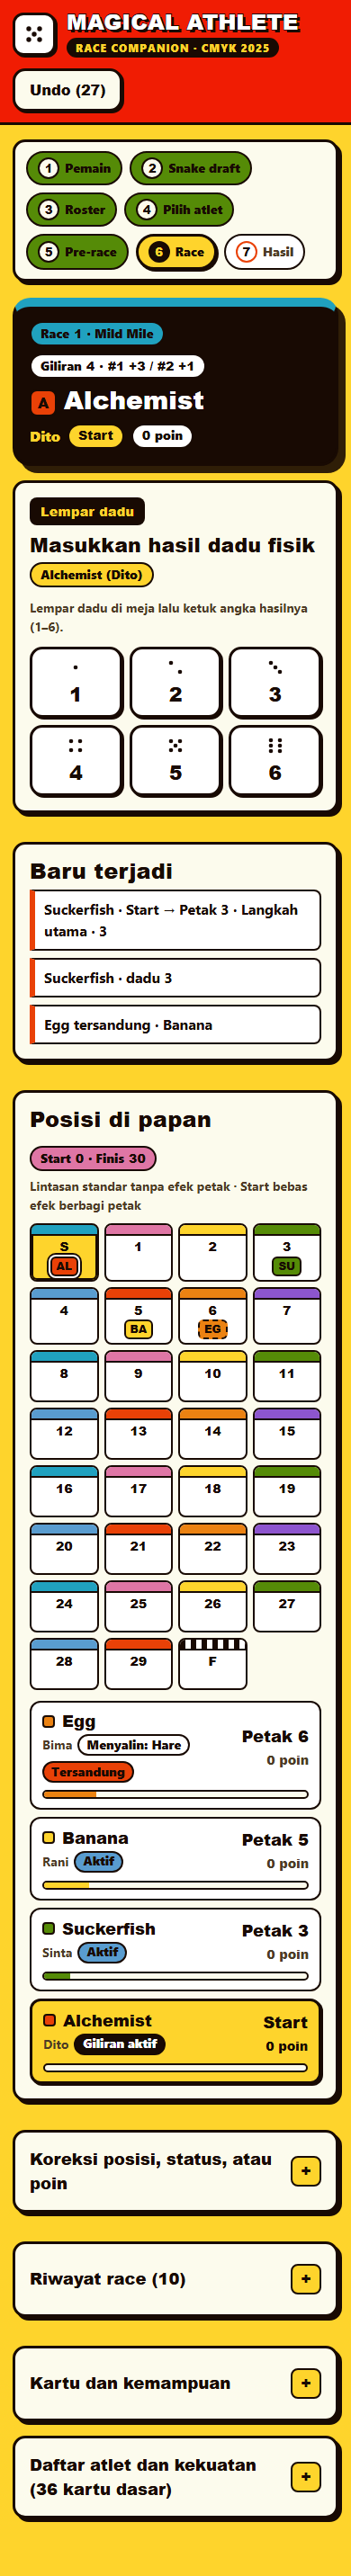 MAGICAL ATHLETE
RACE COMPANION · CMYK 2025
Undo (27)
1 Pemain
2 Snake draft
3 Roster
4 Pilih atlet
5 Pre-race
6 Race
7 Hasil
Race 1 · Mild Mile
Giliran 4 · #1 +3 / #2 +1
A Alchemist
Dito Start 0 poin
Lempar dadu
Masukkan hasil dadu fisik
Alchemist (Dito)
Lempar dadu di meja lalu ketuk angka hasilnya
(1–6).
1 2 3
4 5 6
Baru terjadi
Suckerfish · Start → Petak 3 · Langkah
utama · 3
Suckerfish · dadu 3
Egg tersandung · Banana
Posisi di papan
Start 0 · Finis 30
Lintasan standar tanpa efek petak · Start bebas
efek berbagi petak
S 1 2 3
AL SU
4 5 6 7
BA EG
8 9 10 11
12 13 14 15
16 17 18 19
20 21 22 23
24 25 26 27
28 29 F
Egg
Petak 6
Bima Menyalin: Hare
0 poin
Tersandung
Banana
Petak 5
Rani Aktif
0 poin
Suckerfish
Petak 3
Sinta Aktif
0 poin
Alchemist
Start
Dito Giliran aktif
0 poin
Koreksi posisi, status, atau
poin
+
Riwayat race (10)
+
Kartu dan kemampuan
+
Daftar atlet dan kekuatan
(36 kartu dasar)
+